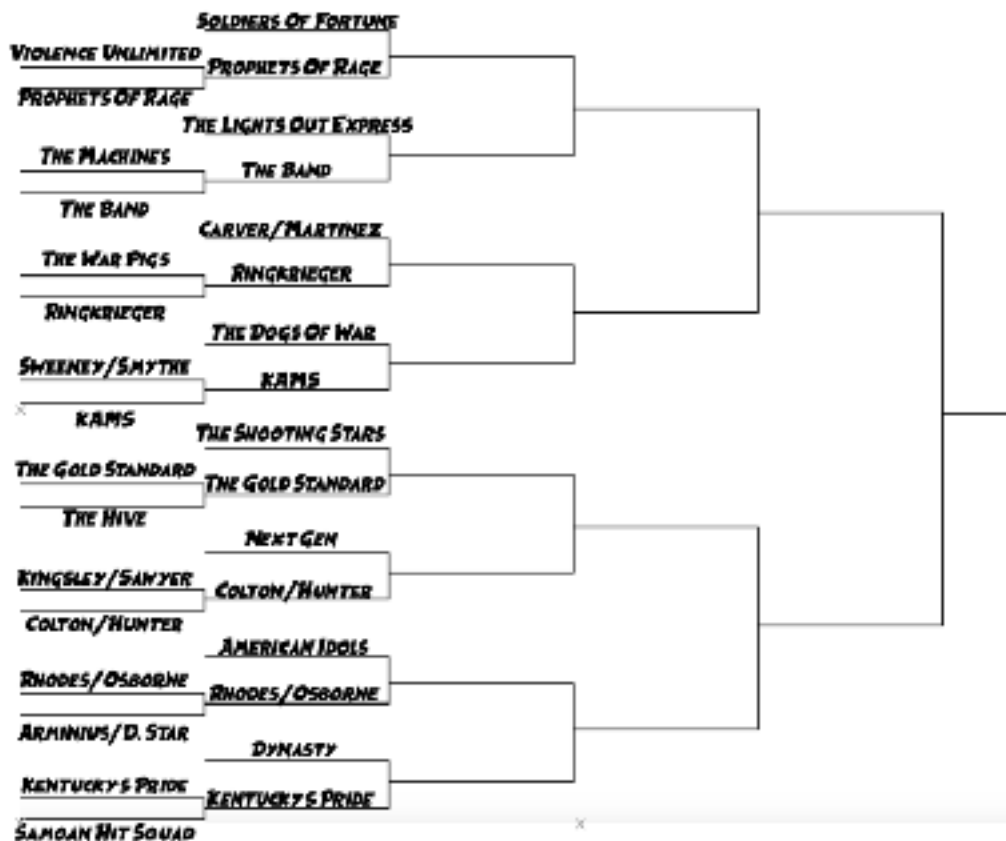 Soldiers Of Fortune
Violence Unlimited
Prophets Of Rage
Prophets Of Rage
The Lights Out Express
The Machines
The Band
The Band
Carver/Martinez
The War Pigs
Ringkrieger
Ringkrieger
The Dogs Of War
Sweeney/Smythe
KAMS
KAMS
The Shooting Stars
The Gold Standard
The Gold Standard
The Hive
Next Gen
Kingsley/Sawyer
Colton/Hunter
Colton/Hunter
American Idols
Rhodes/Osborne
Rhodes/Osborne
Arminius/D. Star
Dynasty
Kentucky's Pride
Kentucky's Pride
Samoan Hit Squad